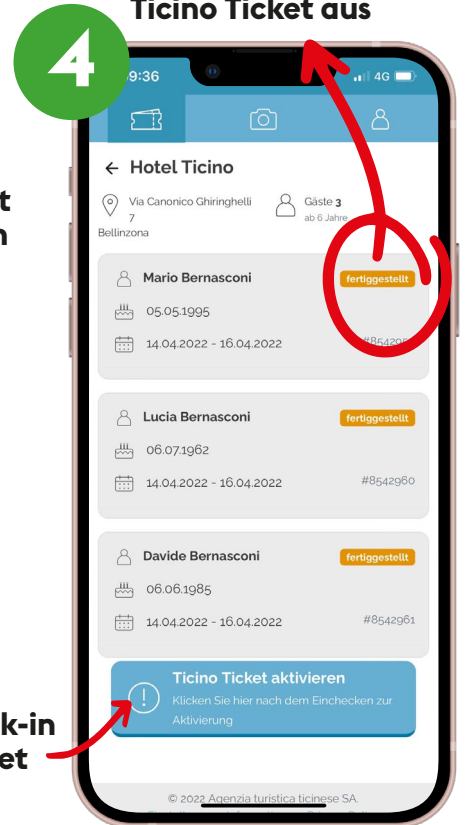 Ticino Ticket aus
4
9:36
4G
← Hotel Ticino
Via Canonico Ghiringhelli
7
Bellinzona
Gäste 3
ab 6 Jahre
Mario Bernasconi
fertiggestellt
05.05.1995
14.04.2022 - 16.04.2022
Lucia Bernasconi
fertiggestellt
06.07.1962
14.04.2022 - 16.04.2022
#8542960
Davide Bernasconi
fertiggestellt
06.06.1985
14.04.2022 - 16.04.2022
#8542961
Ticino Ticket aktivieren
Klicken Sie hier nach dem Einchecken zur
Aktivierung
k-in
et
© 2022 Agenzia turistica ticinese SA.